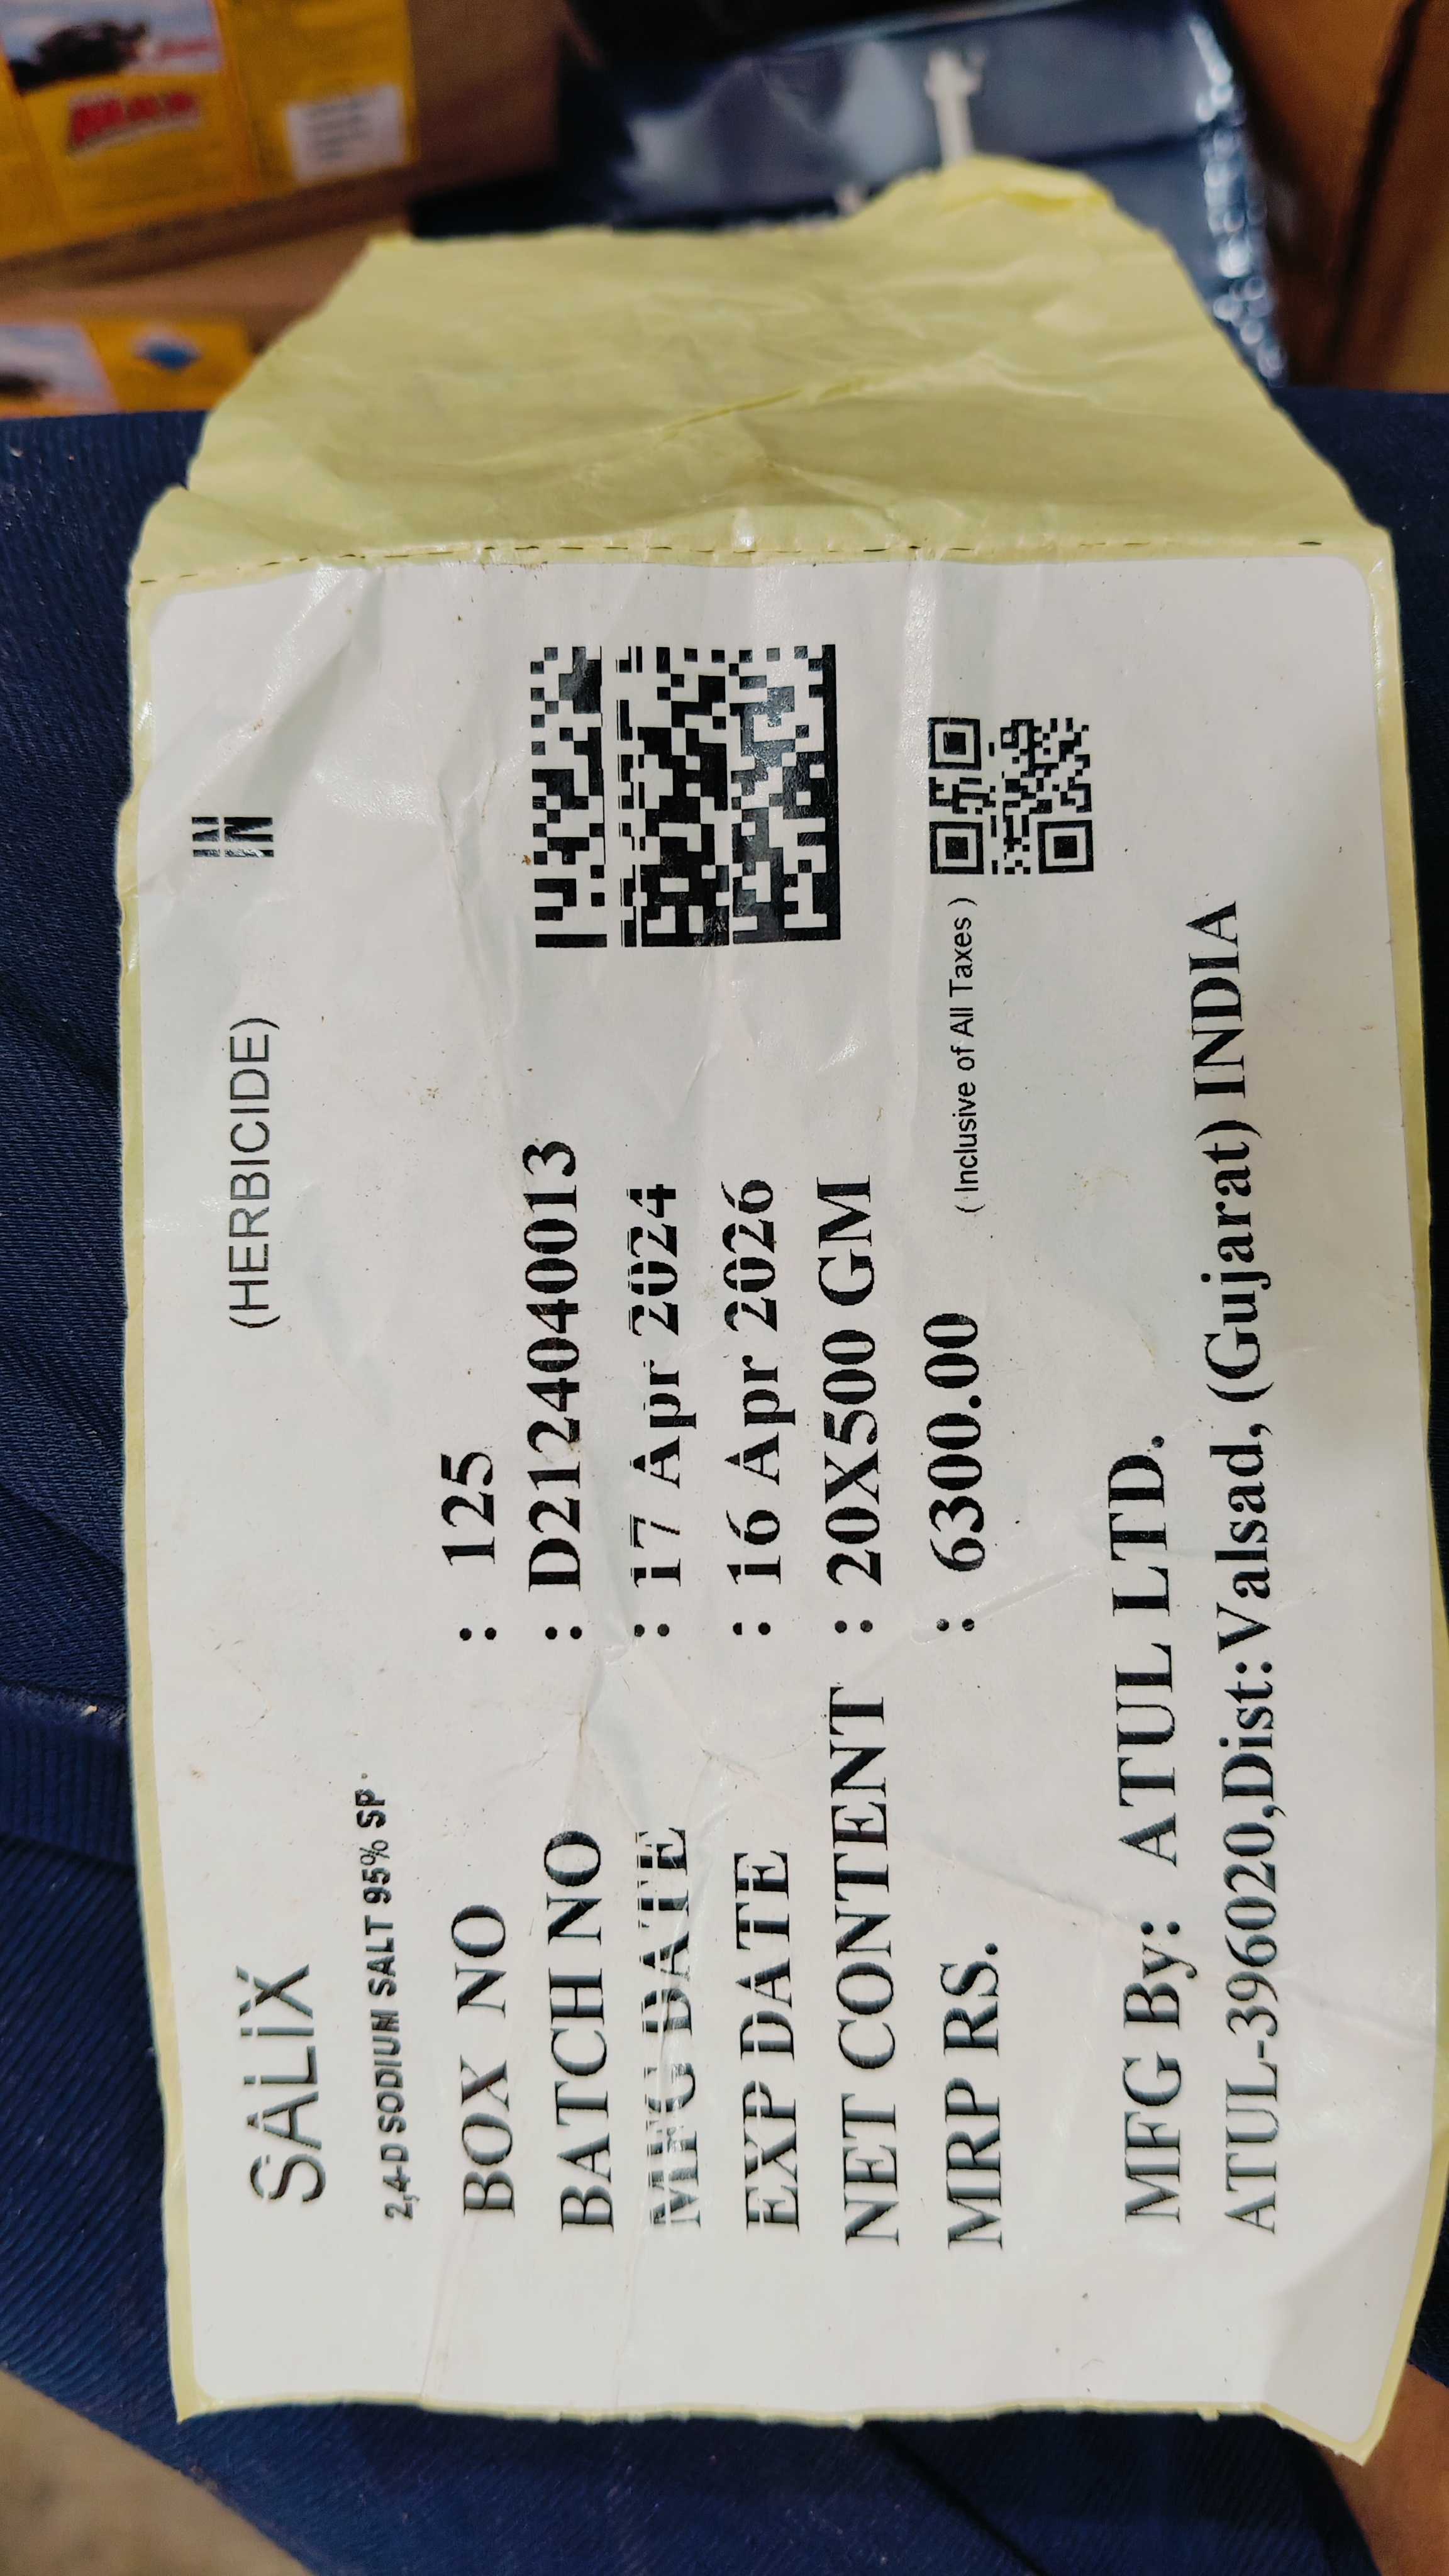 SALIX (HERBICIDE) IN
2,4-D SODIUM SALT 95% SP
BOX NO : 125
BATCH NO : D2124040013
MFG DATE : 17 Apr 2024
EXP DATE : 16 Apr 2026
NET CONTENT : 20X500 GM
MRP RS. : 6300.00 ( Inclusive of All Taxes )
MFG By: ATUL LTD.
ATUL-396020,Dist:Valsad, (Gujarat) INDIA